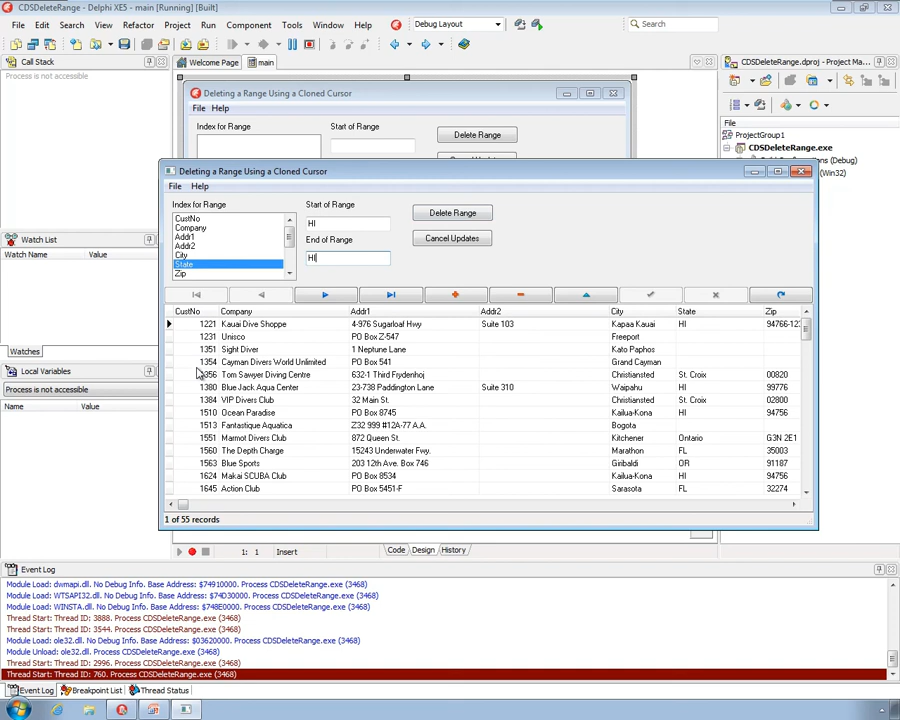 CDSDeleteRange - Delphi XE5 - main [Running] [Built]
File Edit Search View Refactor Project Run Component Tools Window Help
Debug Layout
Search
Call Stack
Process is not accessible
Welcome Page
main
CDSDeleteRange.dproj - Project Ma...
File
ProjectGroup1
CDSDeleteRange.exe
(Debug)
(Win32)
Deleting a Range Using a Cloned Cursor
File Help
Index for Range
Start of Range
Delete Range
Deleting a Range Using a Cloned Cursor
File Help
Index for Range
CustNo
Company
Addr1
Addr2
City
State
Zip
Start of Range
HI
End of Range
HI
Delete Range
Cancel Updates
CustNo Company Addr1 Addr2 City State Zip
1221 Kauai Dive Shoppe 4-976 Sugarloaf Hwy Suite 103 Kapaa Kauai HI 94766-12
1231 Unisco PO Box Z-547 Freeport
1351 Sight Diver 1 Neptune Lane Kato Paphos
1354 Cayman Divers World Unlimited PO Box 541 Grand Cayman
1356 Tom Sawyer Diving Centre 632-1 Third Frydenhoj Christiansted St. Croix 00820
1380 Blue Jack Aqua Center 23-738 Paddington Lane Suite 310 Waipahu HI 99776
1384 VIP Divers Club 32 Main St. Christiansted St. Croix 02800
1510 Ocean Paradise PO Box 8745 Kailua-Kona HI 94756
1513 Fantastique Aquatica Z32 999 #12A-77 A.A. Bogota
1551 Marmot Divers Club 872 Queen St. Kitchener Ontario G3N 2E1
1560 The Depth Charge 15243 Underwater Fwy. Marathon FL 35003
1563 Blue Sports 203 12th Ave. Box 746 Giribaldi OR 91187
1624 Makai SCUBA Club PO Box 8534 Kailua-Kona HI 94756
1645 Action Club PO Box 5451-F Sarasota FL 32274
1 of 55 records
Watch List
Watch Name Value
Watches
Local Variables
Process is not accessible
Name Value
1: 1 Insert Code Design History
Event Log
Module Load: dwmapi.dll. No Debug Info. Base Address: $74910000. Process CDSDeleteRange.exe (3468)
Module Load: WTSAPI32.dll. No Debug Info. Base Address: $74D30000. Process CDSDeleteRange.exe (3468)
Module Load: WINSTA.dll. No Debug Info. Base Address: $748E0000. Process CDSDeleteRange.exe (3468)
Thread Start: Thread ID: 3888. Process CDSDeleteRange.exe (3468)
Thread Start: Thread ID: 3544. Process CDSDeleteRange.exe (3468)
Module Load: ole32.dll. No Debug Info. Base Address: $03620000. Process CDSDeleteRange.exe (3468)
Module Unload: ole32.dll. Process CDSDeleteRange.exe (3468)
Thread Start: Thread ID: 2996. Process CDSDeleteRange.exe (3468)
Thread Start: Thread ID: 760. Process CDSDeleteRange.exe (3468)
Event Log Breakpoint List Thread Status